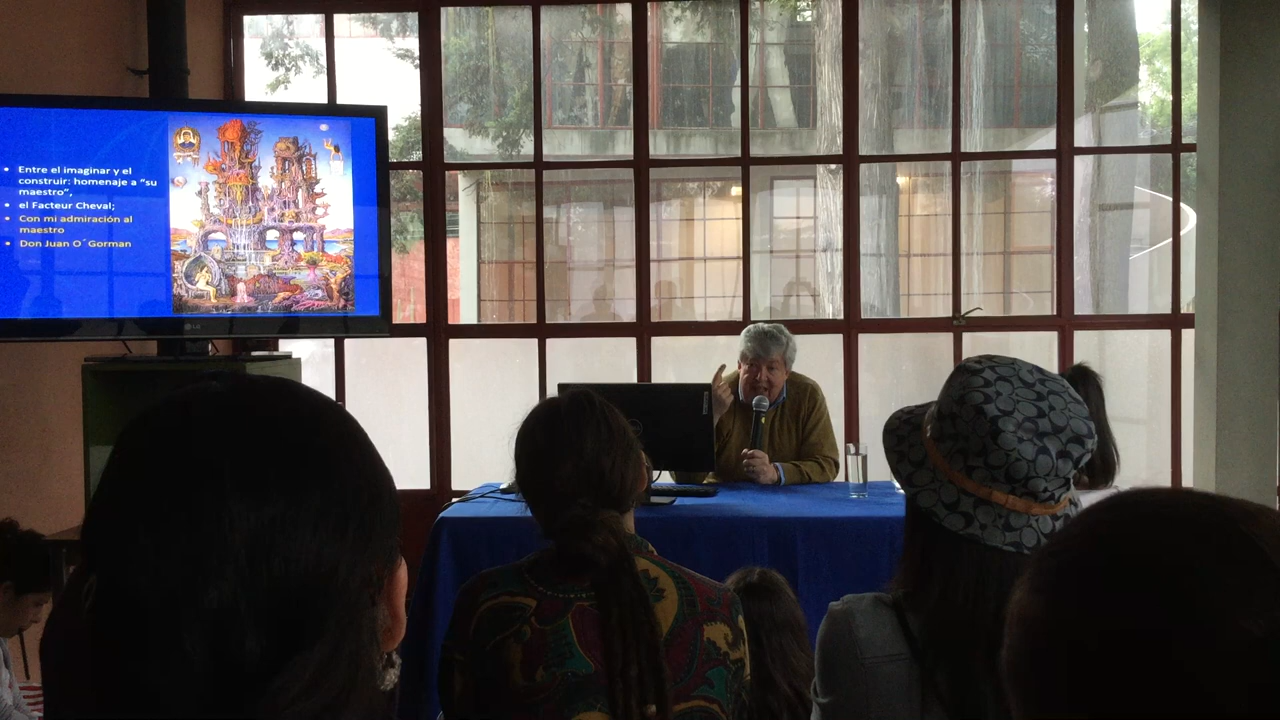 Entre el imaginar y el
construir: homenaje a “su
maestro”,
el Facteur Cheval;
Con mi admiración al
maestro
Don Juan O´ Gorman
LG